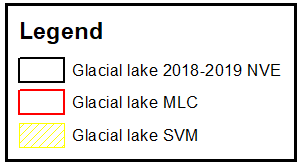 Legend
Glacial lake 2018-2019 NVE
Glacial lake MLC
Glacial lake SVM